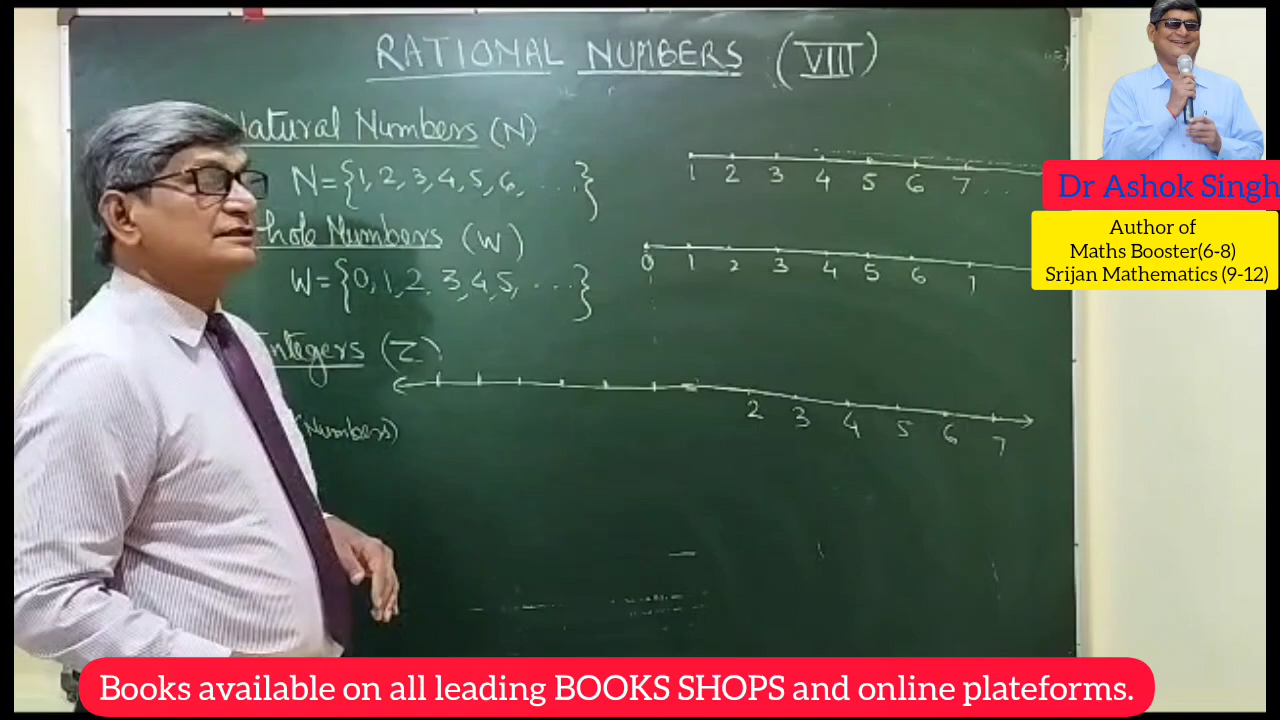 RATIONAL NUMBERS (VIII)
Natural Numbers (N)
N={1, 2, 3, 4, 5, 6, ....}
1 2 3 4 5 6 7 ...
hole Numbers (W)
W={0, 1, 2, 3, 4, 5, ....}
0 1 2 3 4 5 6 7
Integers (Z)
2 3 4 5 6 7
(Numbers)
Dr Ashok Singh
Author of
Maths Booster(6-8)
Srijan Mathematics (9-12)
Books available on all leading BOOKS SHOPS and online plateforms.